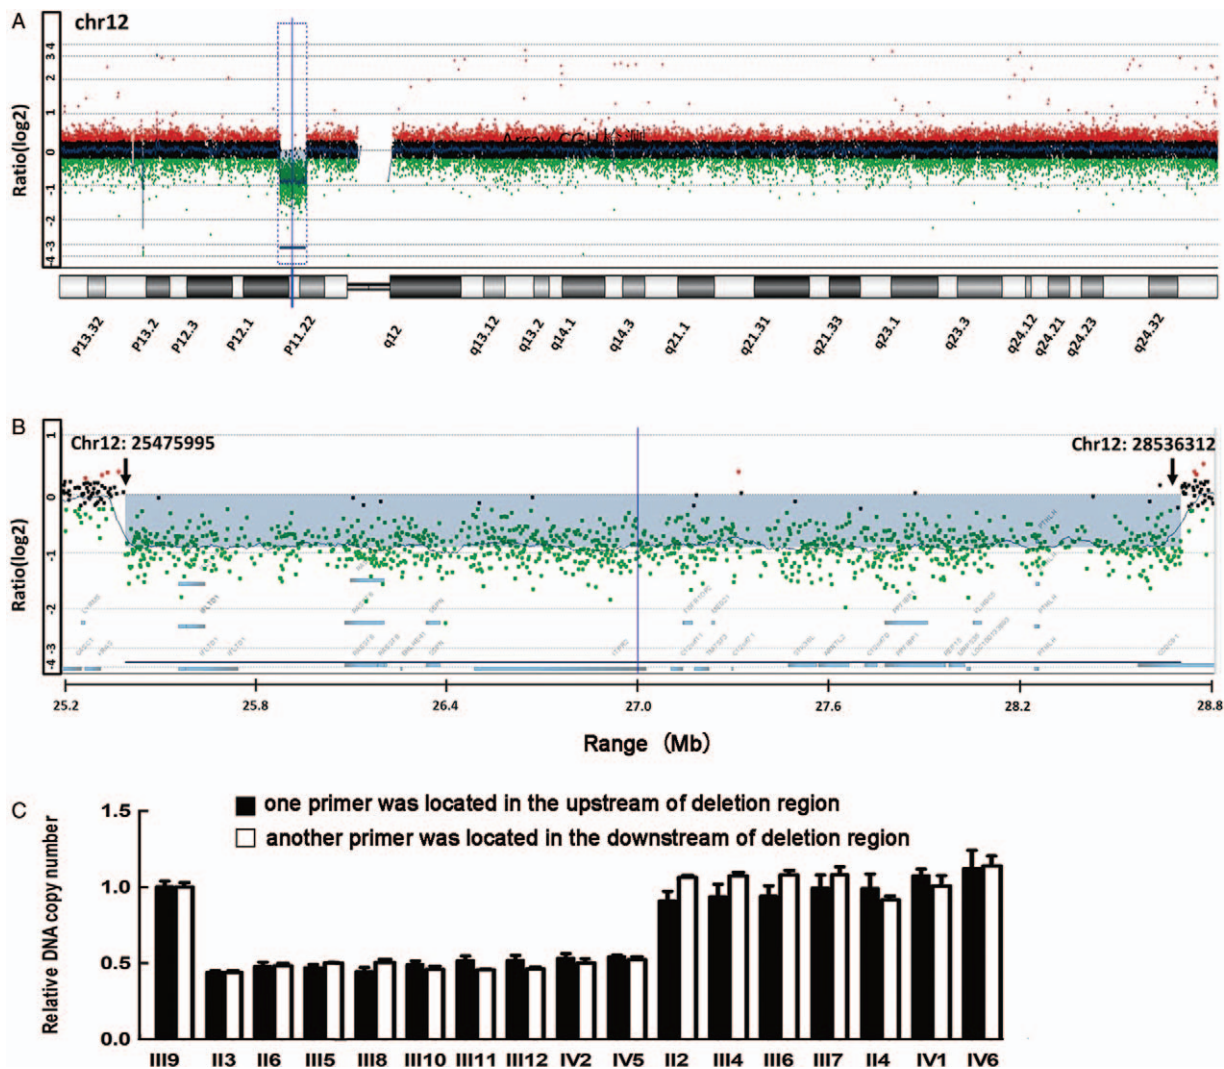 A
chr12
Ratio(log2)
3 4
2
1
0
-1
-2
-4 -3
P13.32
P13.2
P12.3
P12.1
P11.22
q12
q13.12
q13.2
q14.1
q14.3
q21.1
q21.31
q21.33
q23.1
q23.3
q24.12
q24.21
q24.23
q24.32
B
Chr12: 25475995
Chr12: 28536312
Ratio(log2)
1
0
-1
-2
-3
-4
25.2
25.8
26.4
27.0
27.6
28.2
28.8
Range (Mb)
C
one primer was located in the upstream of deletion region
another primer was located in the downstream of deletion region
Relative DNA copy number
1.5
1.0
0.5
0.0
III9 II3 II6 III5 III8 III10 III11 III12 IV2 IV5 II2 III4 III6 III7 II4 IV1 IV6